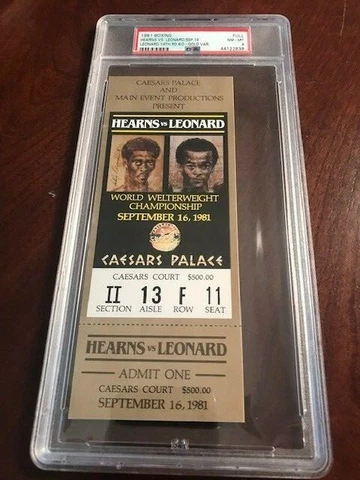 1981 BOXING FULL
HEARNS VS. LEONARD SEP.16 NM-MT
LEONARD 14TH RD KO - GOLD VAR. 8
44122839
CAESARS PALACE
AND
MAIN EVENT PRODUCTIONS
PRESENT
HEARNS VS LEONARD
WORLD WELTERWEIGHT
CHAMPIONSHIP
SEPTEMBER 16, 1981
CAESARS PALACE
CAESARS COURT $500.00
II 13 F 11
SECTION AISLE ROW SEAT
HEARNS VS LEONARD
ADMIT ONE
CAESARS COURT $500.00
SEPTEMBER 16, 1981